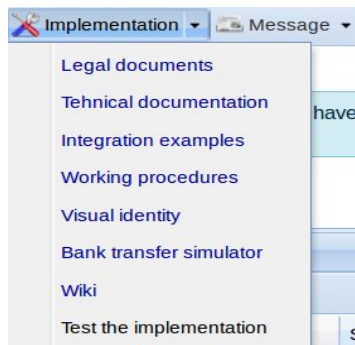 Implementation Message
Legal documents
Tehnical documentation
have
Integration examples
Working procedures
Visual identity
Bank transfer simulator
Wiki
Test the implementation